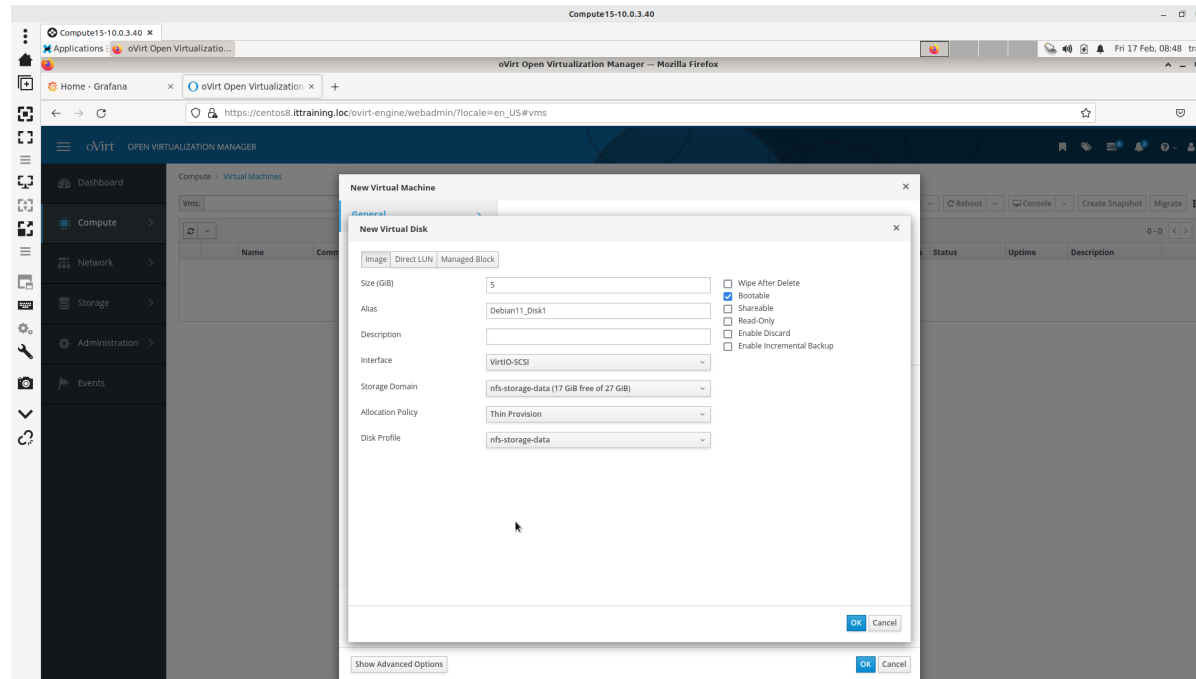 Compute15-10.0.3.40
Compute15-10.0.3.40 ×
Applications oVirt Open Virtualizatio... Fri 17 Feb, 08:48
oVirt Open Virtualization Manager — Mozilla Firefox
Home - Grafana × oVirt Open Virtualization × +
https://centos8.ittraining.loc/ovirt-engine/webadmin/?locale=en_US#vms
oVirt OPEN VIRTUALIZATION MANAGER
Dashboard
Compute
Network
Storage
Administration
Events
Compute › Virtual Machines
Vms:
Reboot Console Create Snapshot Migrate
0-0
Name Status Uptime Description
New Virtual Machine ×
General
New Virtual Disk ×
Image Direct LUN Managed Block
Size (GiB) 5
Alias Debian11_Disk1
Description
Interface VirtIO-SCSI
Storage Domain nfs-storage-data (17 GiB free of 27 GiB)
Allocation Policy Thin Provision
Disk Profile nfs-storage-data
Wipe After Delete
Bootable
Shareable
Read-Only
Enable Discard
Enable Incremental Backup
OK Cancel
Show Advanced Options OK Cancel